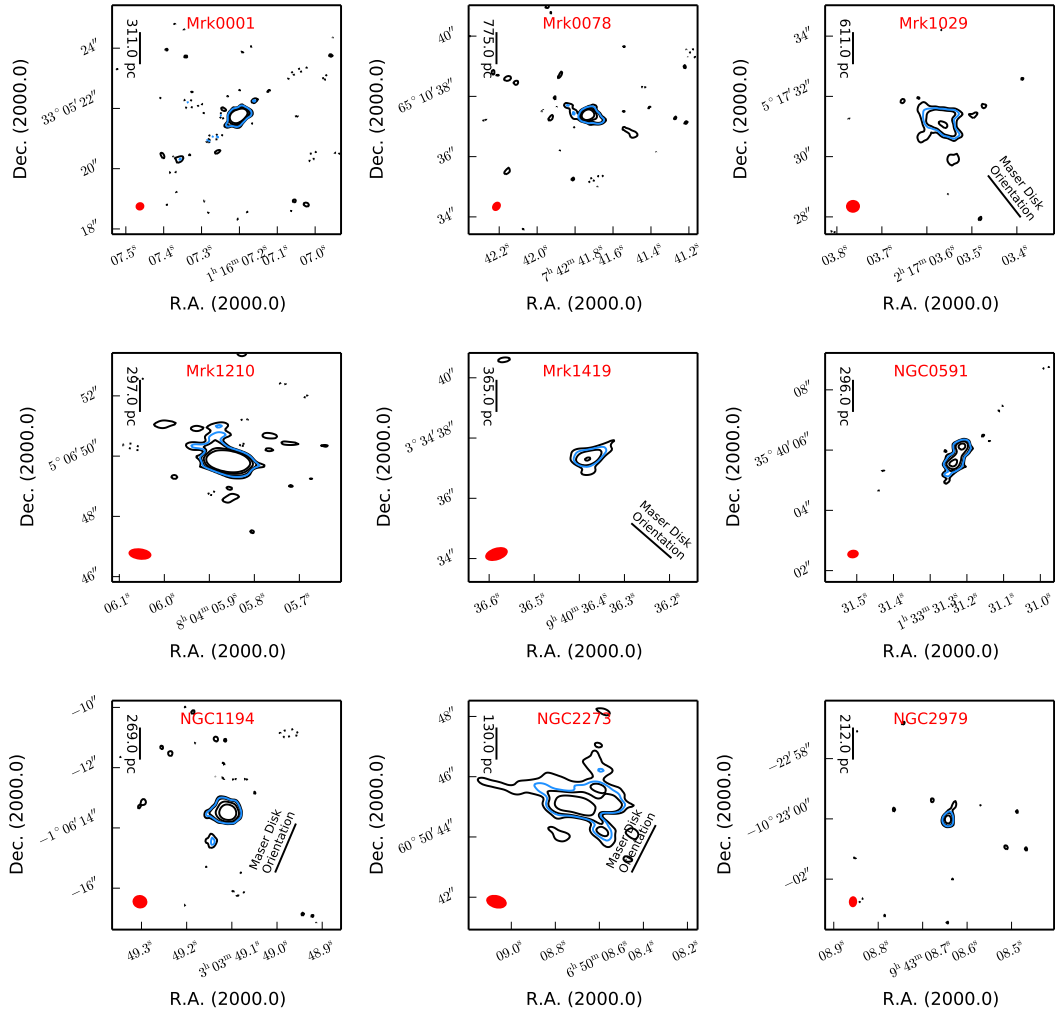 Mrk0001
311.0 pc
Dec. (2000.0)
24″
33° 05′ 22″
20″
18″
07.5ˢ 07.4ˢ 07.3ˢ 1ʰ 16ᵐ 07.2ˢ 07.1ˢ 07.0ˢ
R.A. (2000.0)
Mrk0078
775.0 pc
Dec. (2000.0)
40″
65° 10′ 38″
36″
34″
42.2ˢ 42.0ˢ 7ʰ 42ᵐ 41.8ˢ 41.6ˢ 41.4ˢ 41.2ˢ
R.A. (2000.0)
Mrk1029
611.0 pc
Dec. (2000.0)
34″
5° 17′ 32″
30″
28″
Maser Disk
Orientation
03.8ˢ 03.7ˢ 2ʰ 17ᵐ 03.6ˢ 03.5ˢ 03.4ˢ
R.A. (2000.0)
Mrk1210
297.0 pc
Dec. (2000.0)
52″
5° 06′ 50″
48″
46″
06.1ˢ 06.0ˢ 8ʰ 04ᵐ 05.9ˢ 05.8ˢ 05.7ˢ
R.A. (2000.0)
Mrk1419
365.0 pc
Dec. (2000.0)
40″
3° 34′ 38″
36″
34″
Maser Disk
Orientation
36.6ˢ 36.5ˢ 9ʰ 40ᵐ 36.4ˢ 36.3ˢ 36.2ˢ
R.A. (2000.0)
NGC0591
296.0 pc
Dec. (2000.0)
08″
35° 40′ 06″
04″
02″
31.5ˢ 31.4ˢ 1ʰ 33ᵐ 31.3ˢ 31.2ˢ 31.1ˢ 31.0ˢ
R.A. (2000.0)
NGC1194
269.0 pc
Dec. (2000.0)
−10″
−12″
−1° 06′ 14″
−16″
Maser Disk
Orientation
49.3ˢ 49.2ˢ 3ʰ 03ᵐ 49.1ˢ 49.0ˢ 48.9ˢ
R.A. (2000.0)
NGC2273
130.0 pc
Dec. (2000.0)
48″
46″
60° 50′ 44″
42″
Maser Disk
Orientation
09.0ˢ 08.8ˢ 6ʰ 50ᵐ 08.6ˢ 08.4ˢ 08.2ˢ
R.A. (2000.0)
NGC2979
212.0 pc
Dec. (2000.0)
−22′ 58″
−10° 23′ 00″
−02″
08.9ˢ 08.8ˢ 9ʰ 43ᵐ 08.7ˢ 08.6ˢ 08.5ˢ
R.A. (2000.0)